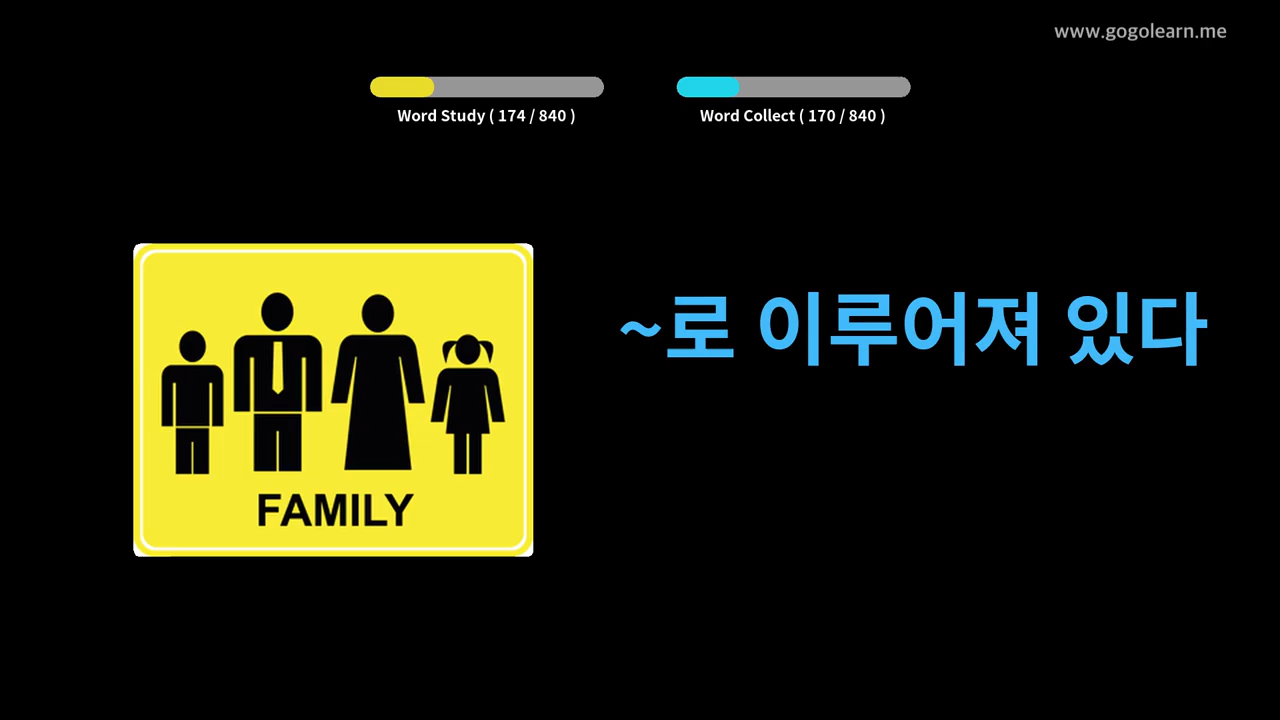 www.gogolearn.me
Word Study ( 174 / 840 )
Word Collect ( 170 / 840 )
~로 이루어져 있다
FAMILY